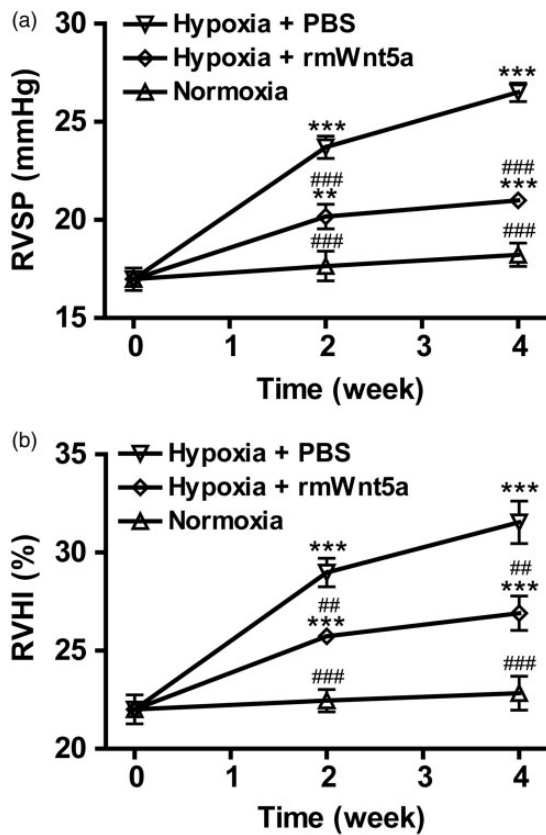 (a)
Hypoxia + PBS
Hypoxia + rmWnt5a
Normoxia
RVSP (mmHg)
30
25
20
15
***
***
###
**
###
***
###
###
0 1 2 3 4
Time (week)
(b)
Hypoxia + PBS
Hypoxia + rmWnt5a
Normoxia
RVHI (%)
35
30
25
20
***
***
##
***
##
***
###
###
0 1 2 3 4
Time (week)